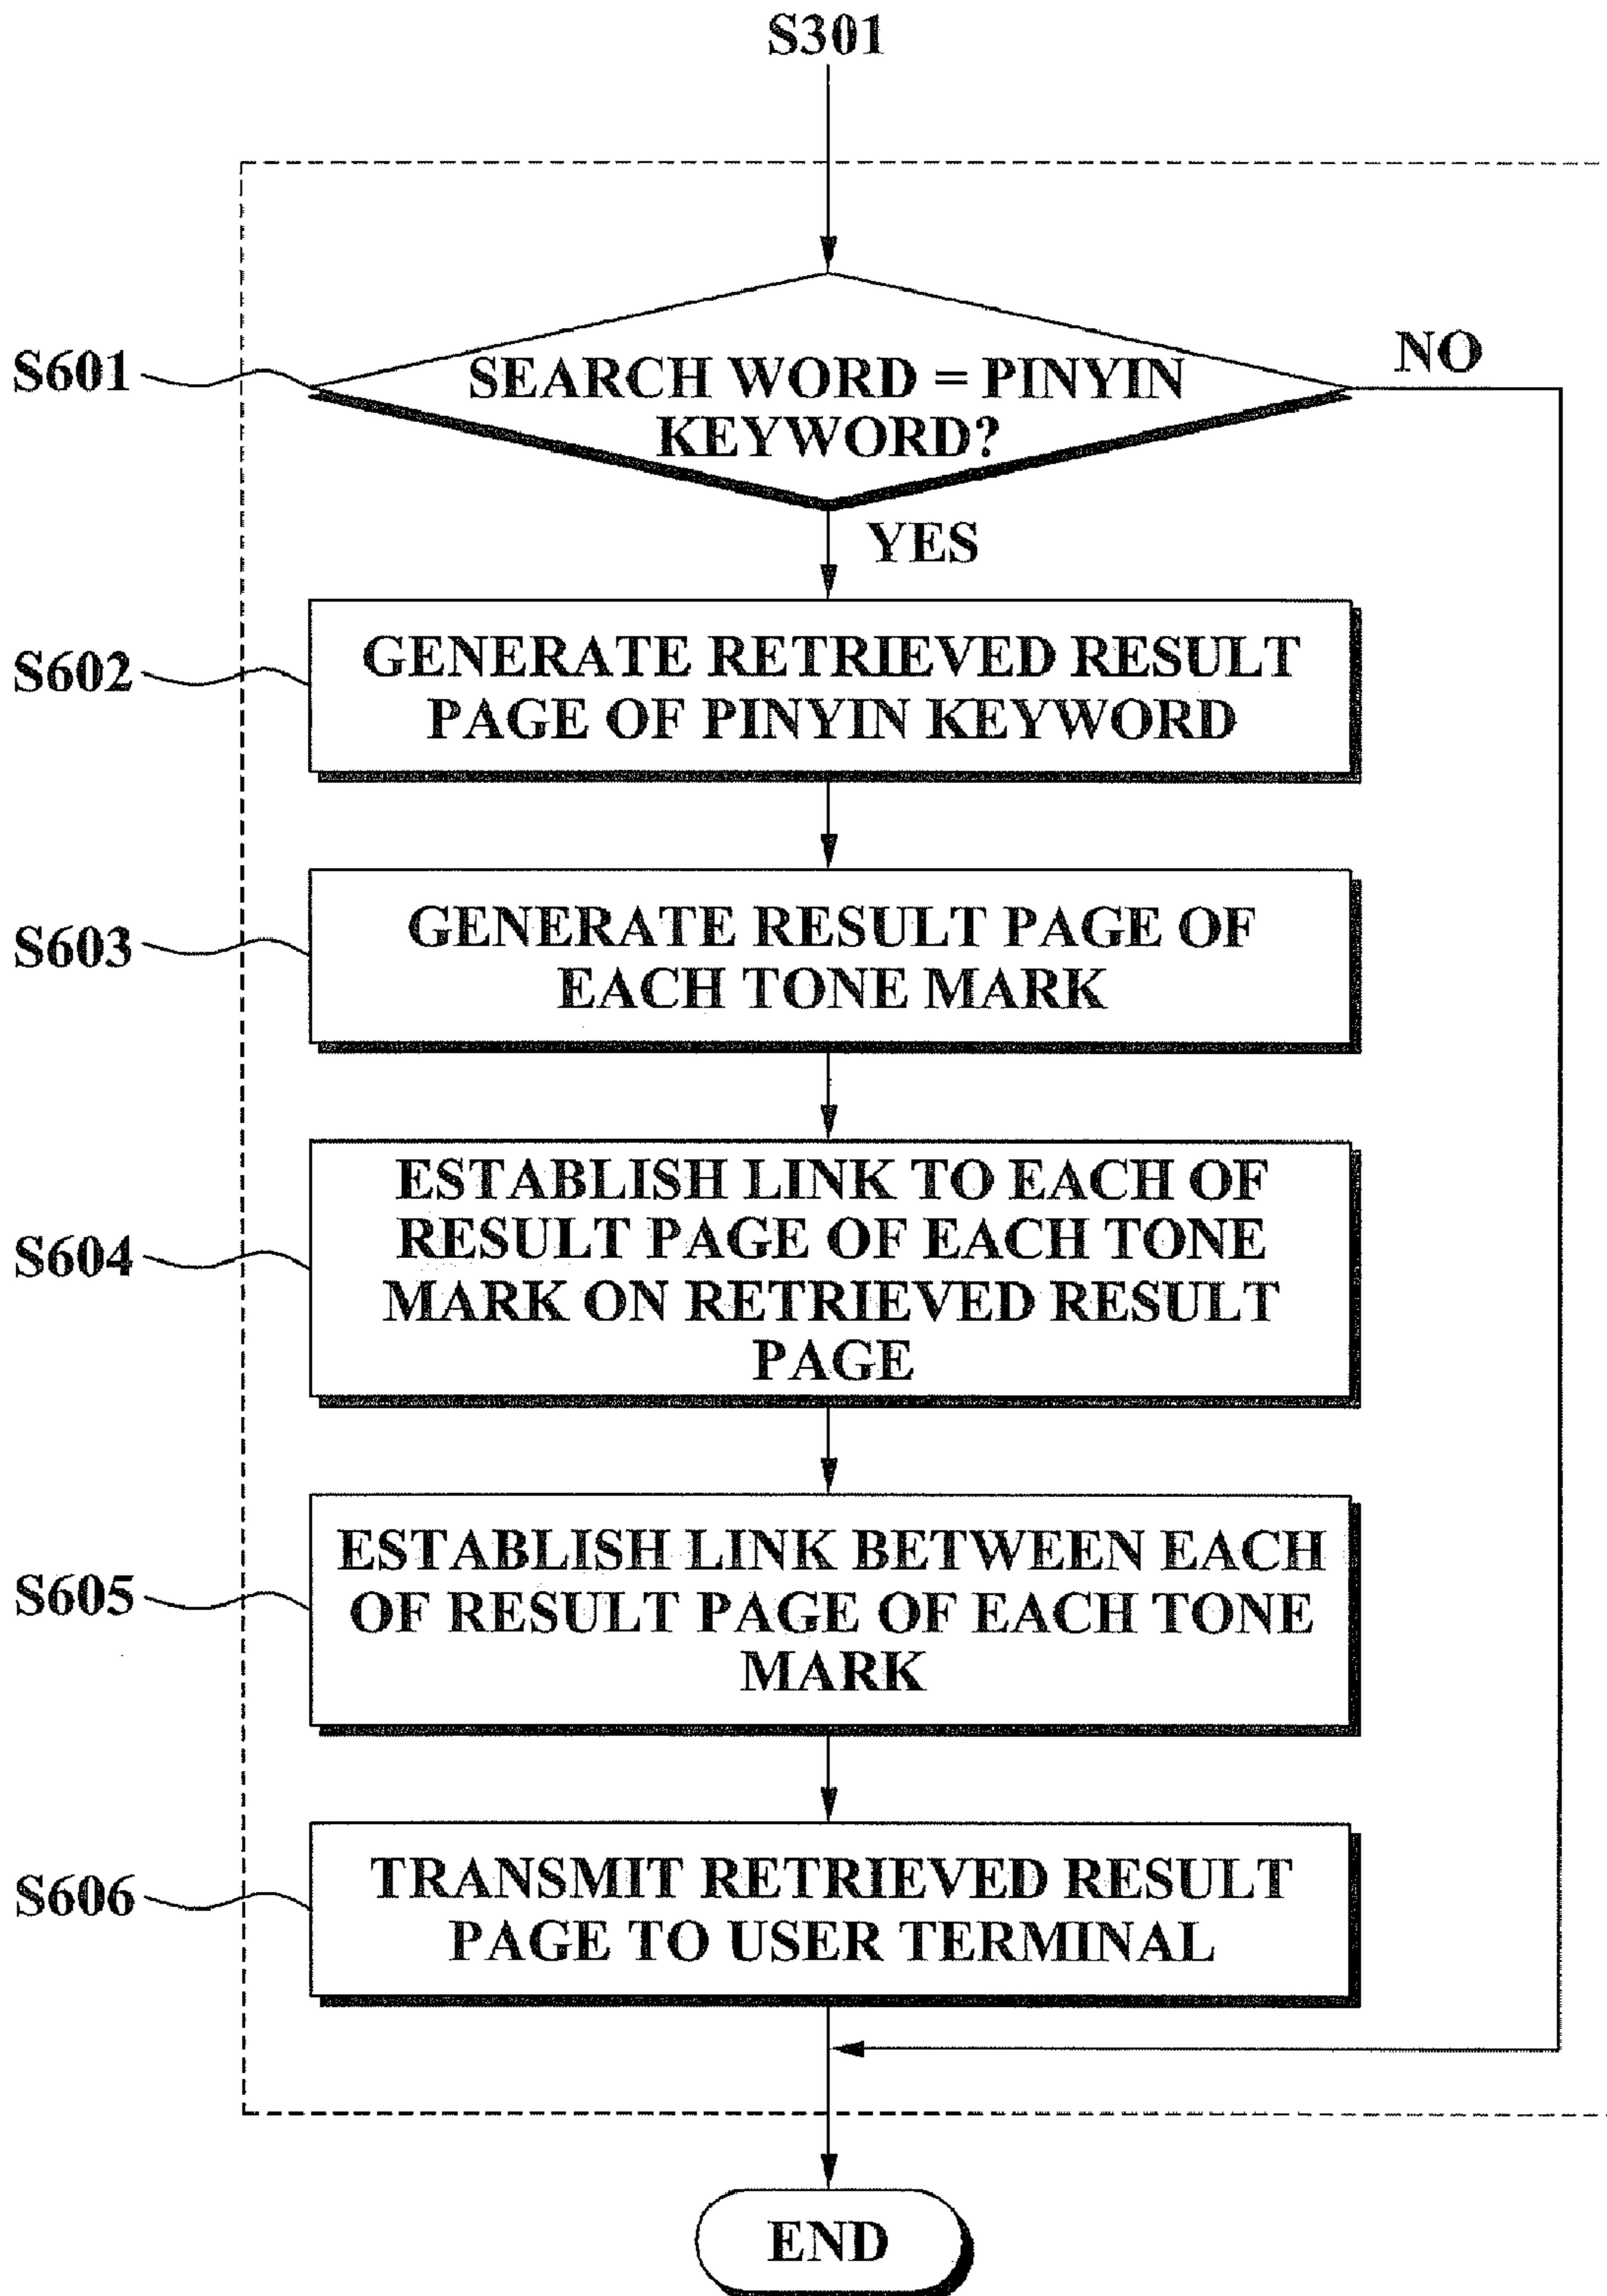 S301
S601
SEARCH WORD = PINYIN
KEYWORD?
NO
YES
S602
GENERATE RETRIEVED RESULT
PAGE OF PINYIN KEYWORD
S603
GENERATE RESULT PAGE OF
EACH TONE MARK
S604
ESTABLISH LINK TO EACH OF
RESULT PAGE OF EACH TONE
MARK ON RETRIEVED RESULT
PAGE
S605
ESTABLISH LINK BETWEEN EACH
OF RESULT PAGE OF EACH TONE
MARK
S606
TRANSMIT RETRIEVED RESULT
PAGE TO USER TERMINAL
END